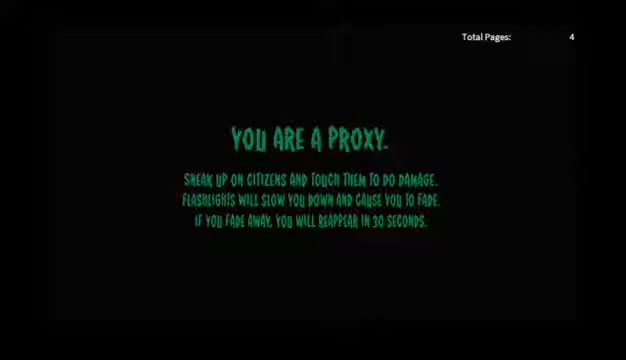 Total Pages: 4
YOU ARE A PROXY.
SNEAK UP ON CITIZENS AND TOUCH THEM TO DO DAMAGE.
FLASHLIGHTS WILL SLOW YOU DOWN AND CAUSE YOU TO FADE.
IF YOU FADE AWAY, YOU WILL REAPPEAR IN 30 SECONDS.